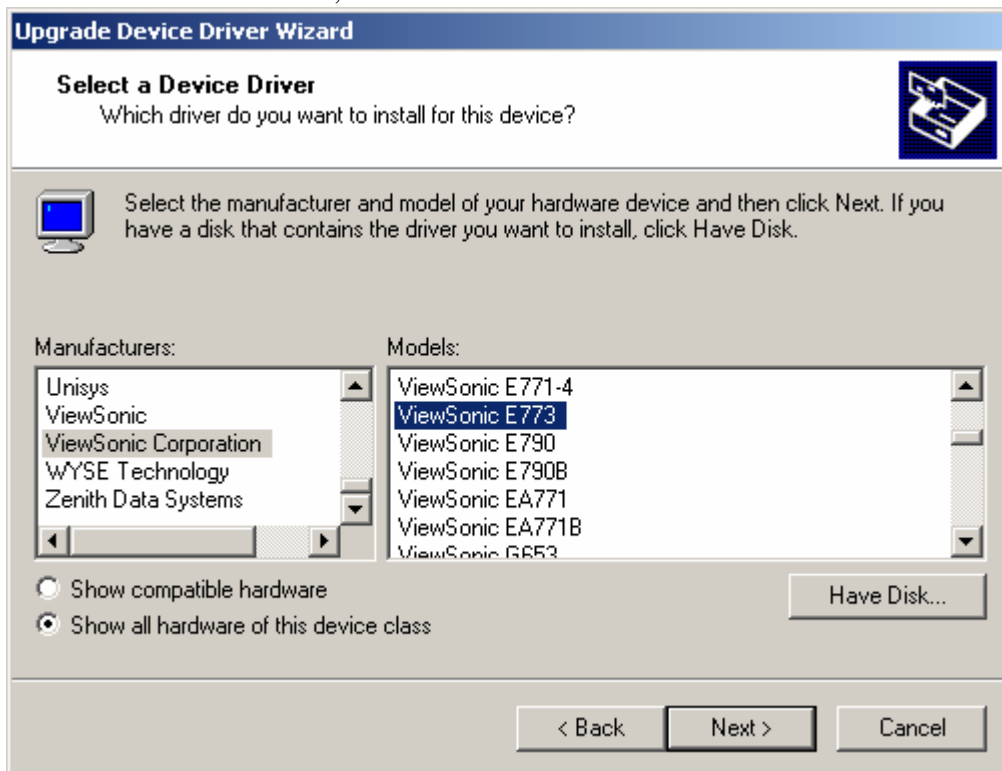 Upgrade Device Driver Wizard
Select a Device Driver
Which driver do you want to install for this device?
Select the manufacturer and model of your hardware device and then click Next. If you
have a disk that contains the driver you want to install, click Have Disk.
Manufacturers:
Unisys
ViewSonic
ViewSonic Corporation
WYSE Technology
Zenith Data Systems
Models:
ViewSonic E771-4
ViewSonic E773
ViewSonic E790
ViewSonic E790B
ViewSonic EA771
ViewSonic EA771B
ViewSonic G653
Show compatible hardware
Show all hardware of this device class
Have Disk...
< Back
Next >
Cancel